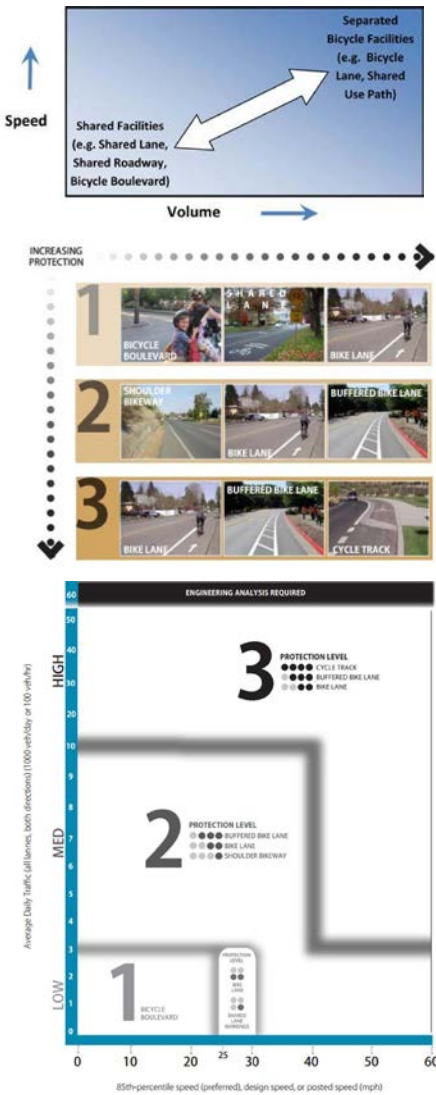 Speed
Separated
Bicycle Facilities
(e.g. Bicycle
Lane, Shared
Use Path)
Shared Facilities
(e.g. Shared Lane,
Shared Roadway,
Bicycle Boulevard)
Volume
INCREASING
PROTECTION
1
BICYCLE
BOULEVARD
SHARED
LANE
BIKE LANE
2
SHOULDER
BIKEWAY
BIKE LANE
BUFFERED BIKE LANE
3
BIKE LANE
BUFFERED BIKE LANE
CYCLE TRACK
ENGINEERING ANALYSIS REQUIRED
Average Daily Traffic (all lannes, both directions) (1000 veh/day or 100 veh/hr)
HIGH
MED
LOW
60
50
40
30
20
10
9
8
7
6
5
4
3
2
1
0
3
PROTECTION LEVEL
CYCLE TRACK
BUFFERED BIKE LANE
BIKE LANE
2
PROTECTION LEVEL
BUFFERED BIKE LANE
BIKE LANE
SHOULDER BIKEWAY
1
BICYCLE
BOULEVARD
PROTECTION
LEVEL
BIKE
LANE
SHARED
LANE
MARKINGS
0 10 20 25 30 40 50 60
85th-percentile speed (preferred), design speed, or posted speed (mph)